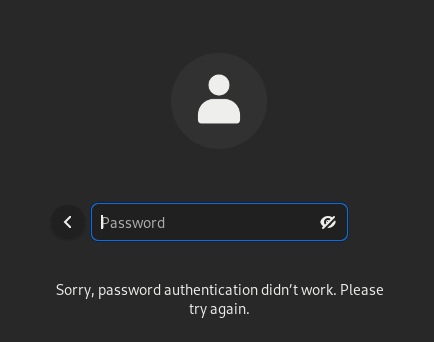 Password
Sorry, password authentication didn’t work. Please
try again.